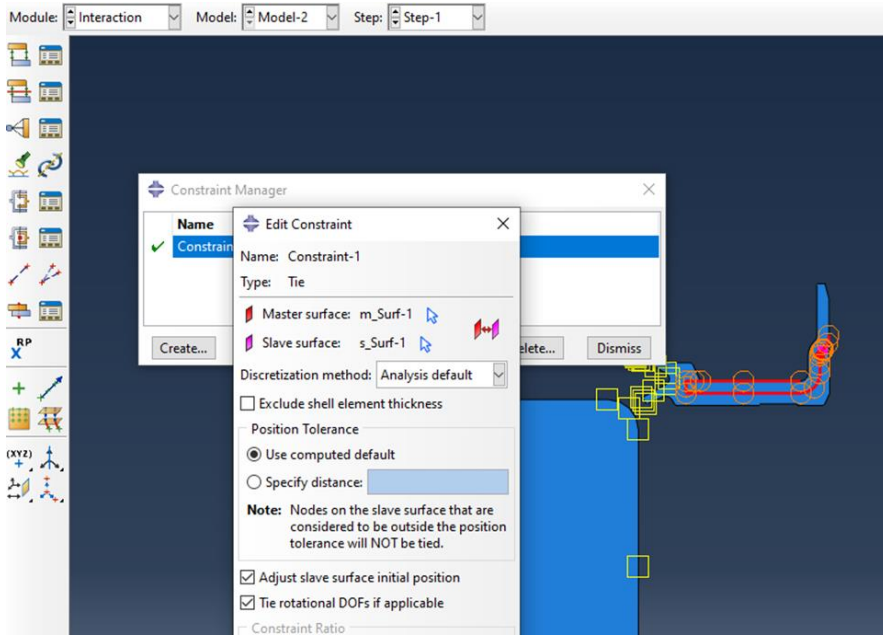 Module: Interaction Model: Model-2 Step: Step-1
Constraint Manager
Name
Edit Constraint
Constrain
Name: Constraint-1
Type: Tie
Master surface: m_Surf-1
Slave surface: s_Surf-1
Create... elete... Dismiss
Discretization method: Analysis default
Exclude shell element thickness
Position Tolerance
Use computed default
Specify distance:
Note: Nodes on the slave surface that are
considered to be outside the position
tolerance will NOT be tied.
Adjust slave surface initial position
Tie rotational DOFs if applicable
Constraint Ratio
RP
(XYZ)